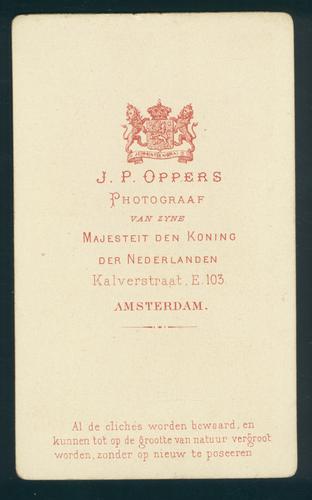 J. P. OPPERS
PHOTOGRAAF
VAN ZYNE
MAJESTEIT DEN KONING
DER NEDERLANDEN
Kalverstraat, E. 103.
AMSTERDAM.
Al de clichés worden bewaard, en
kunnen tot op de grootte van natuur vergroot
worden, zonder op nieuw te poseeren